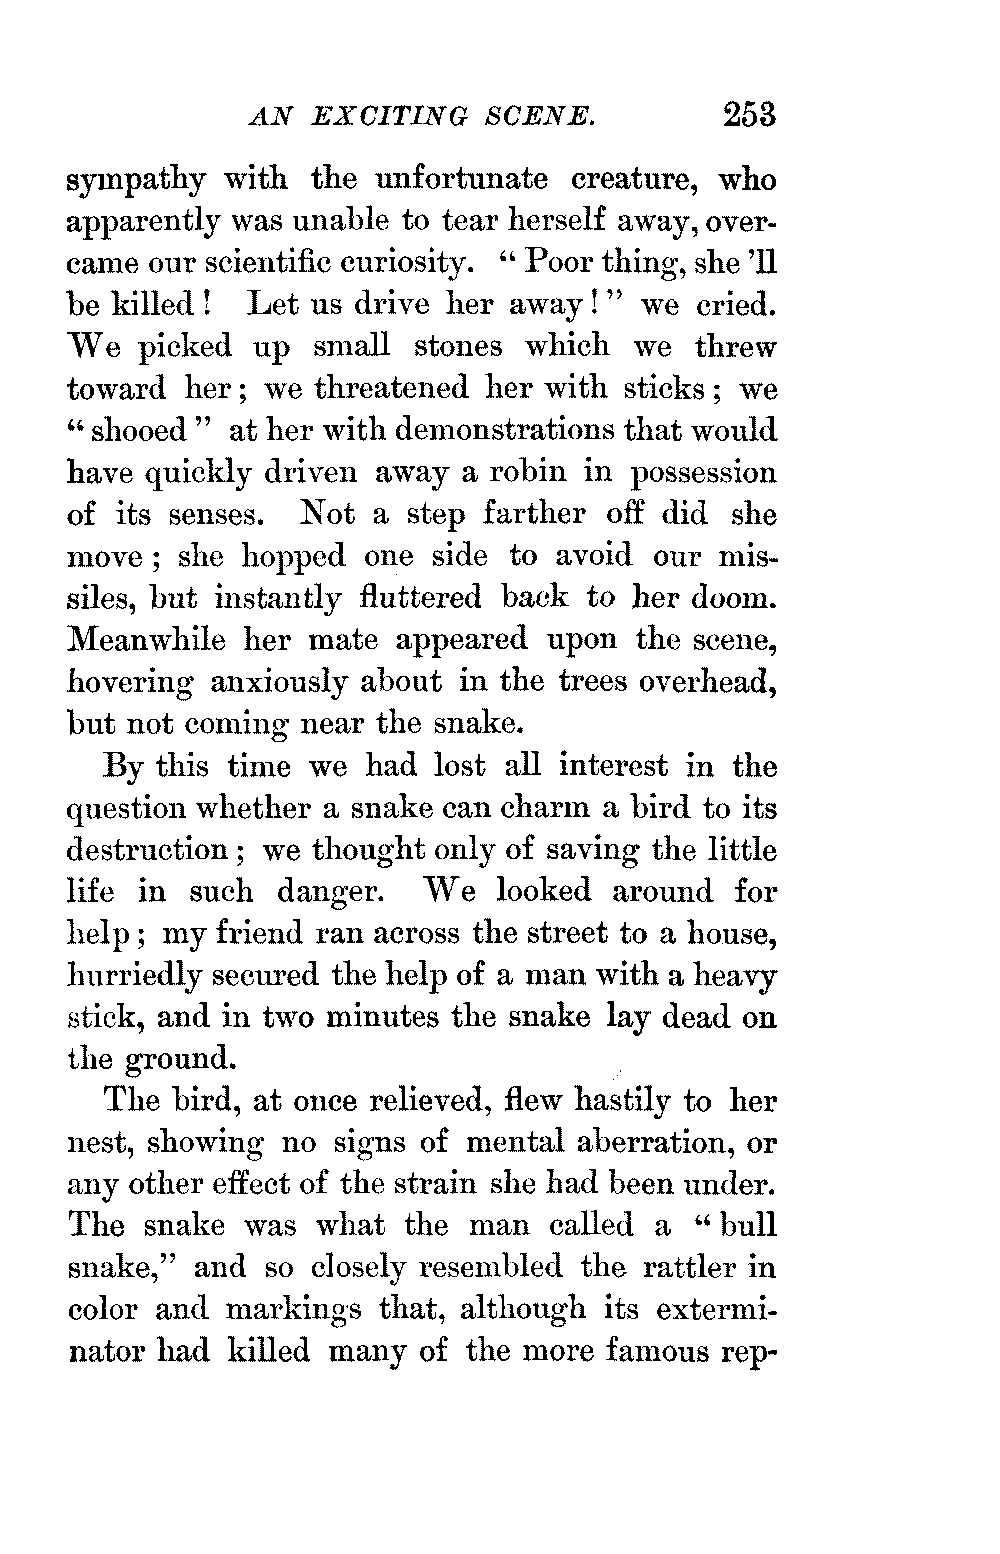 AN EXCITING SCENE. 253
sympathy with the unfortunate creature, who
apparently was unable to tear herself away, over-
came our scientific curiosity. “ Poor thing, she ’ll
be killed ! Let us drive her away ! ” we cried.
We picked up small stones which we threw
toward her ; we threatened her with sticks ; we
“ shooed ” at her with demonstrations that would
have quickly driven away a robin in possession
of its senses. Not a step farther off did she
move ; she hopped one side to avoid our mis-
siles, but instantly fluttered back to her doom.
Meanwhile her mate appeared upon the scene,
hovering anxiously about in the trees overhead,
but not coming near the snake.
By this time we had lost all interest in the
question whether a snake can charm a bird to its
destruction ; we thought only of saving the little
life in such danger. We looked around for
help ; my friend ran across the street to a house,
hurriedly secured the help of a man with a heavy
stick, and in two minutes the snake lay dead on
the ground.
The bird, at once relieved, flew hastily to her
nest, showing no signs of mental aberration, or
any other effect of the strain she had been under.
The snake was what the man called a “ bull
snake,” and so closely resembled the rattler in
color and markings that, although its extermi-
nator had killed many of the more famous rep-